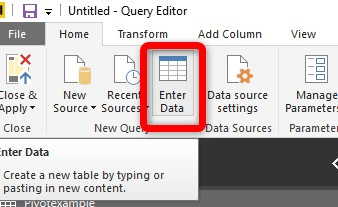 Untitled - Query Editor
File Home Transform Add Column View
Close & Apply New Source Recent Sources Enter Data Data source settings Manage Parameters
Close New Query Data Sources Parameters
Enter Data
Create a new table by typing or
pasting in new content.
Pivotexample